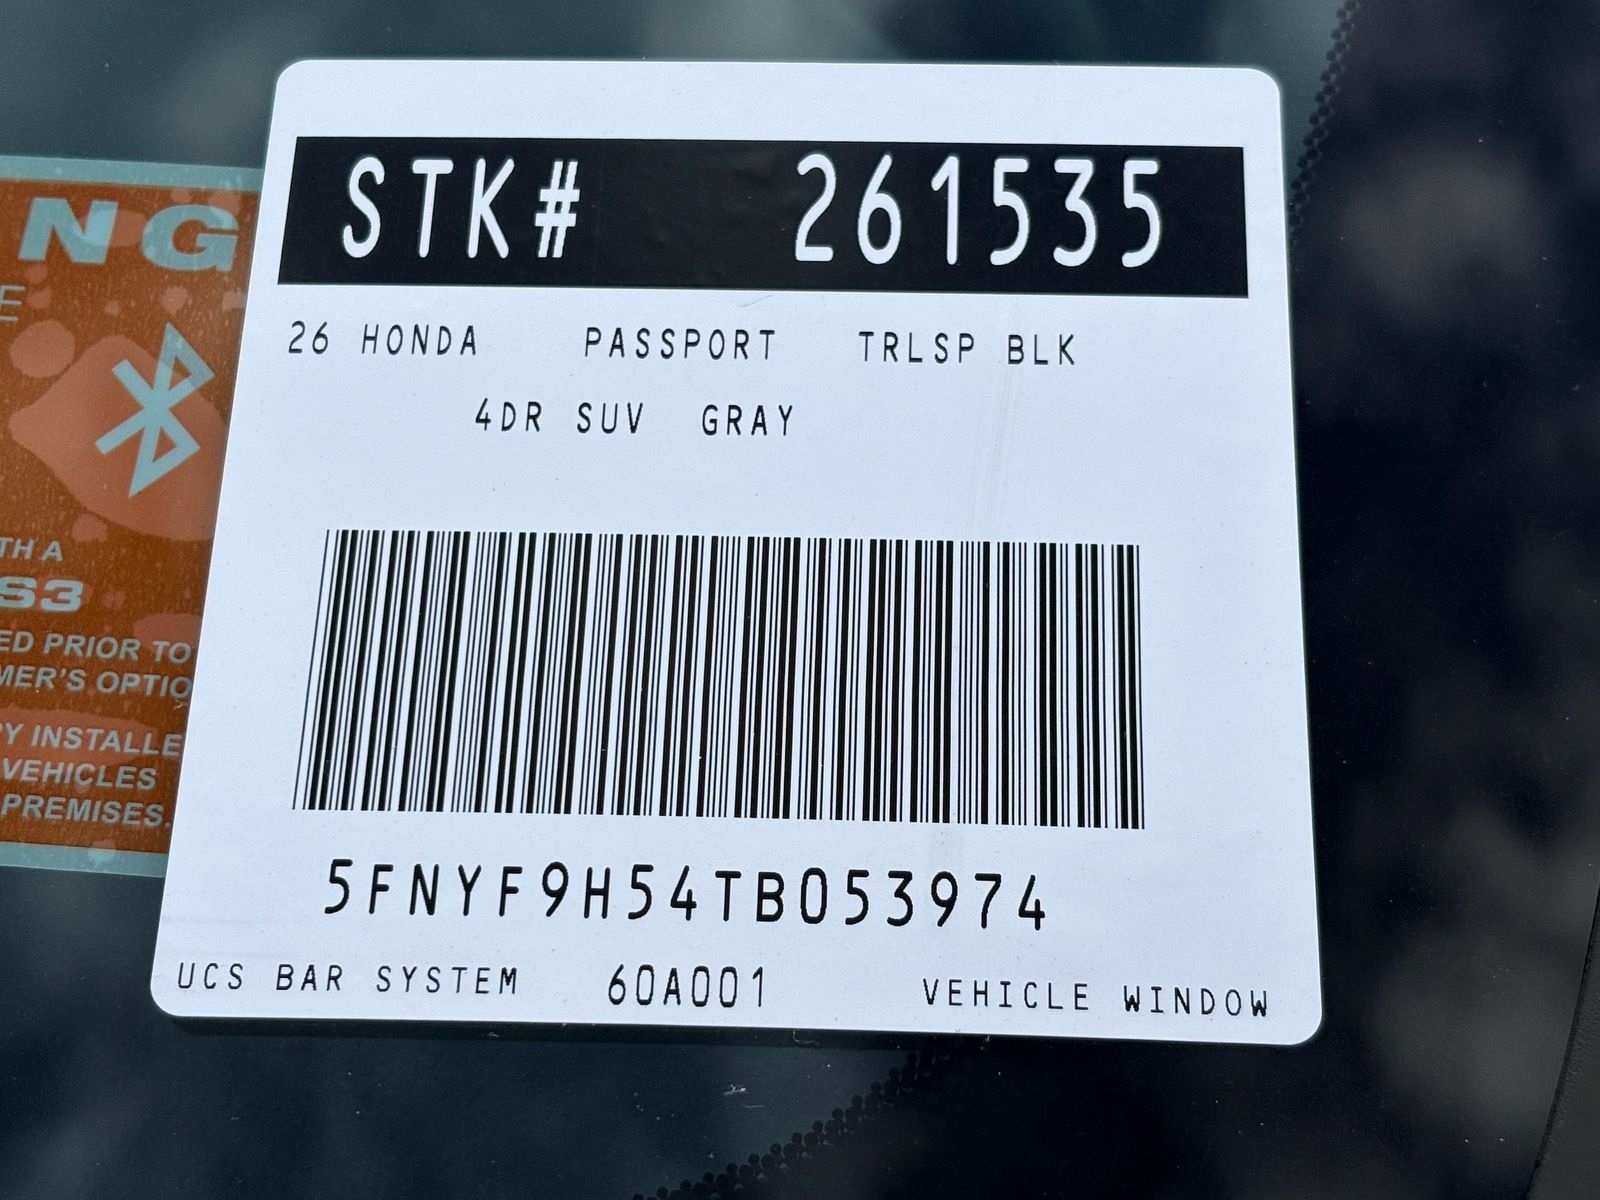 STK# 261535
26 HONDA PASSPORT TRLSP BLK
4DR SUV GRAY
5FNYF9H54TB053974
UCS BAR SYSTEM 60A001 VEHICLE WINDOW
NG
E
TH A
S3
ED PRIOR TO
MER'S OPTIO
Y INSTALLE
VEHICLES
PREMISES.